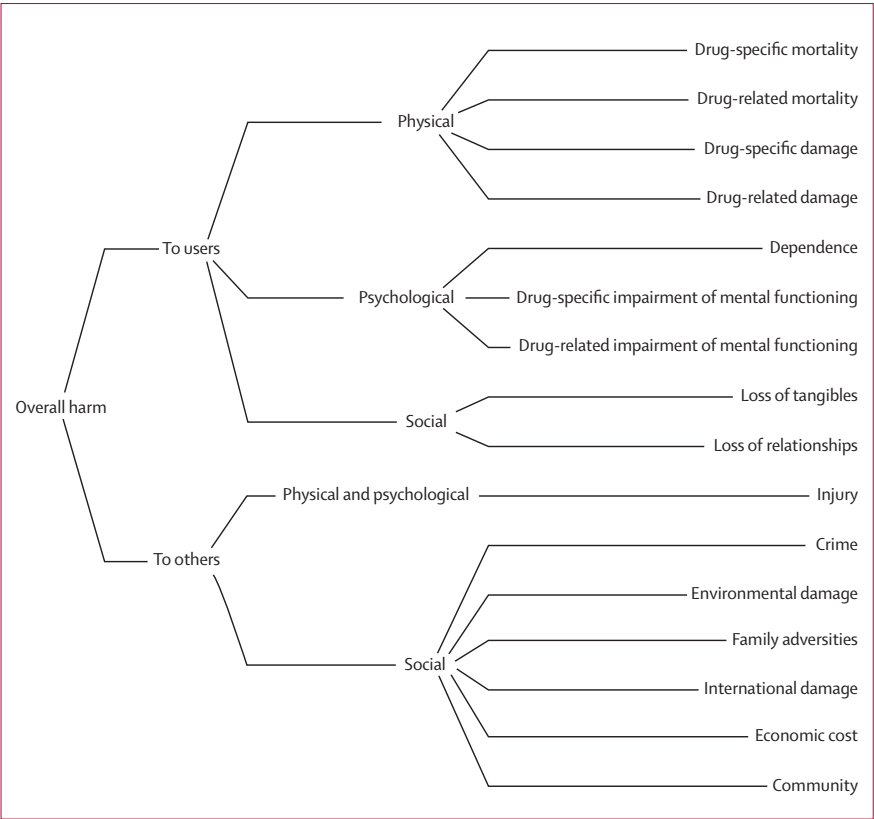 Overall harm
To users
Physical
Drug-specific mortality
Drug-related mortality
Drug-specific damage
Drug-related damage
Psychological
Dependence
Drug-specific impairment of mental functioning
Drug-related impairment of mental functioning
Social
Loss of tangibles
Loss of relationships
To others
Physical and psychological
Injury
Social
Crime
Environmental damage
Family adversities
International damage
Economic cost
Community